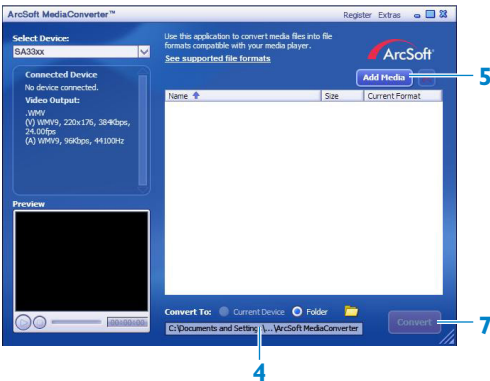 ArcSoft MediaConverter™ Register Extras
Select Device:
SA33xx
Use this application to convert media files into file
formats compatible with your media player.
See supported file formats
ArcSoft
Connected Device
No device connected.
Video Output:
.WMV
(V) WMV9, 220x176, 384Kbps,
24.00fps
(A) WMV9, 96Kbps, 44100Hz
Add Media
5
Name Size Current Format
Preview
00:00:00
Convert To: Current Device Folder
C:\Documents and Settings\,...\ArcSoft MediaConverter
Convert
7
4